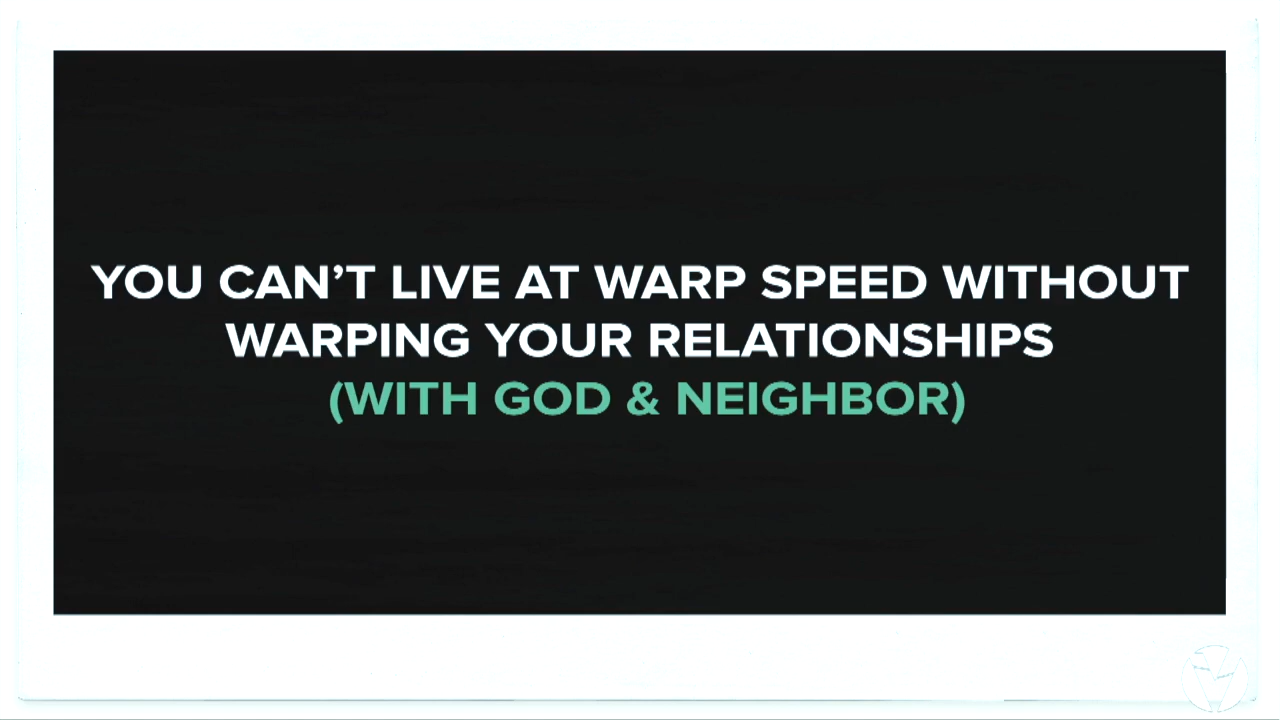 YOU CAN’T LIVE AT WARP SPEED WITHOUT
WARPING YOUR RELATIONSHIPS
(WITH GOD & NEIGHBOR)